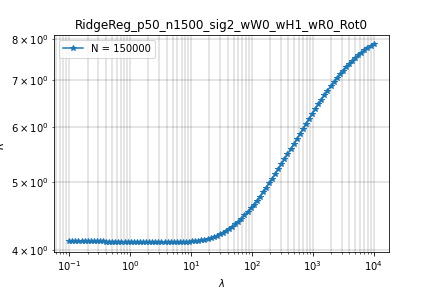 RidgeReg_p50_n1500_sig2_wW0_wH1_wR0_Rot0
N = 150000
8 × 10⁰
7 × 10⁰
6 × 10⁰
5 × 10⁰
4 × 10⁰
10⁻¹ 10⁰ 10¹ 10² 10³ 10⁴
λ